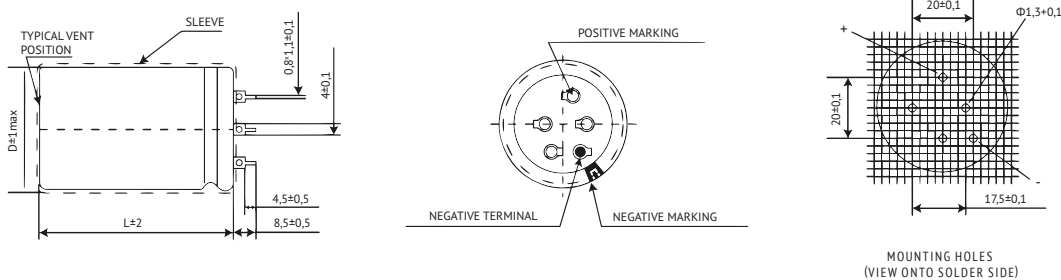 SLEEVE
TYPICAL VENT
POSITION
0,8*1,1±0,1
4±0,1
D±1max
4,5±0,5
L±2
8,5±0,5
POSITIVE MARKING
NEGATIVE TERMINAL
NEGATIVE MARKING
20±0,1
Φ1,3+0,1
+
20±0,1
-
17,5±0,1
MOUNTING HOLES
(VIEW ONTO SOLDER SIDE)